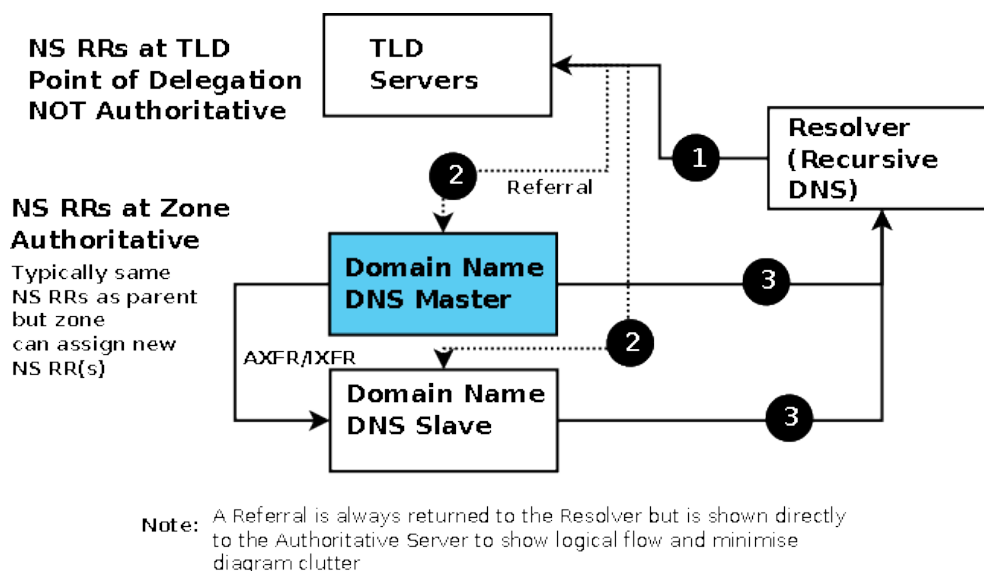 NS RRs at TLD
Point of Delegation
NOT Authoritative
TLD
Servers
Resolver
(Recursive
DNS)
1
2
Referral
NS RRs at Zone
Authoritative
Typically same
NS RRs as parent
but zone
can assign new
NS RR(s)
Domain Name
DNS Master
3
2
AXFR/IXFR
Domain Name
DNS Slave
3
Note: A Referral is always returned to the Resolver but is shown directly
to the Authoritative Server to show logical flow and minimise
diagram clutter